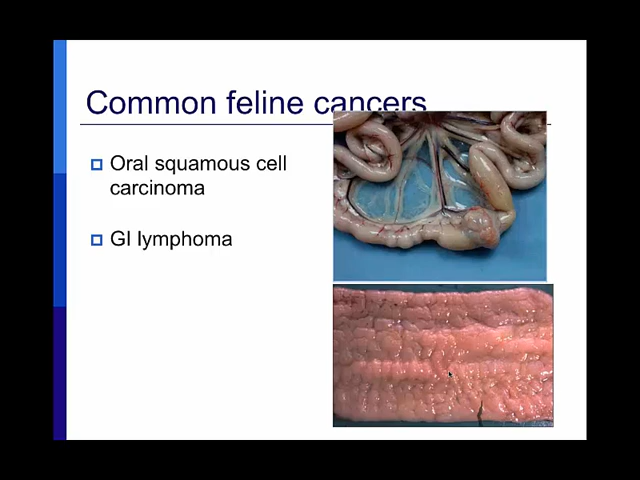 Common feline cancers
Oral squamous cell
carcinoma
GI lymphoma